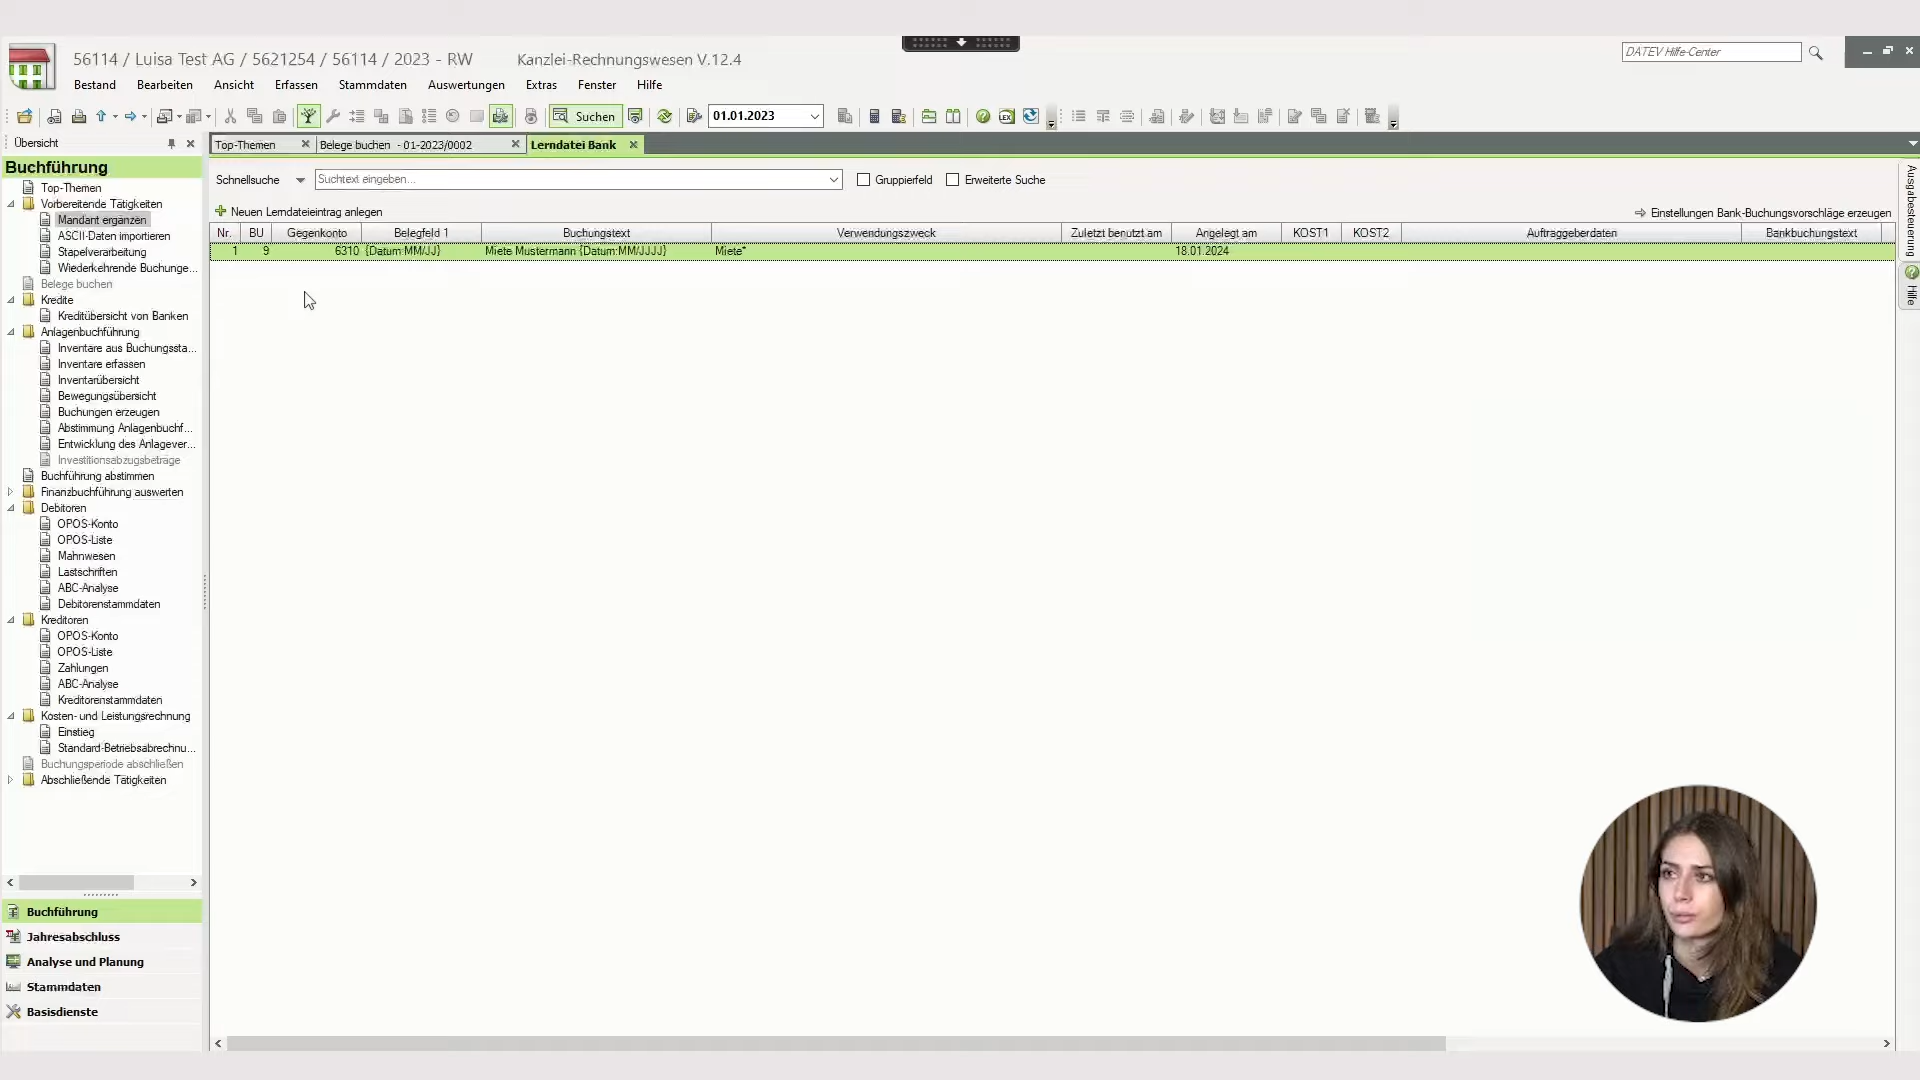 56114 / Luisa Test AG / 5621254 / 56114 / 2023 - RW
Kanzlei-Rechnungswesen V.12.4
DATEV Hilfe-Center
Bestand Bearbeiten Ansicht Erfassen Stammdaten Auswertungen Extras Fenster Hilfe
Suchen
LEX
01.01.2023
Übersicht
Top-Themen
Belege buchen - 01-2023/0002
Lerndatei Bank
Buchführung
Top-Themen
Vorbereitende Tätigkeiten
Mandant ergänzen
ASCII-Daten importieren
Stapelverarbeitung
Wiederkehrende Buchunge...
Belege buchen
Kredite
Kreditübersicht von Banken
Anlagenbuchführung
Inventare aus Buchungssta...
Inventare erfassen
Inventarübersicht
Bewegungsübersicht
Buchungen erzeugen
Abstimmung Anlagenbuchf...
Entwicklung des Anlagever...
Investitionsabzugsbeträge
Buchführung abstimmen
Finanzbuchführung auswerten
Debitoren
OPOS-Konto
OPOS-Liste
Mahnwesen
Lastschriften
ABC-Analyse
Debitorenstammdaten
Kreditoren
OPOS-Konto
OPOS-Liste
Zahlungen
ABC-Analyse
Kreditorenstammdaten
Kosten- und Leistungsrechnung
Einstieg
Standard-Betriebsabrechnu...
Buchungsperiode abschließen
Abschließende Tätigkeiten
Buchführung
Jahresabschluss
Analyse und Planung
Stammdaten
Basisdienste
Schnellsuche
Suchtext eingeben...
Gruppierfeld
Erweiterte Suche
Neuen Lerndateieintrag anlegen
Einstellungen Bank-Buchungsvorschläge erzeugen
Nr. BU Gegenkonto Belegfeld 1 Buchungstext Verwendungszweck Zuletzt benutzt am Angelegt am KOST1 KOST2 Auftraggeberdaten Bankbuchungstext
1 9 6310 {Datum:MM/JJ} Miete Mustermann {Datum:MM/JJJJ} Miete* 18.01.2024
Ausgabesteuerung
Hilfe